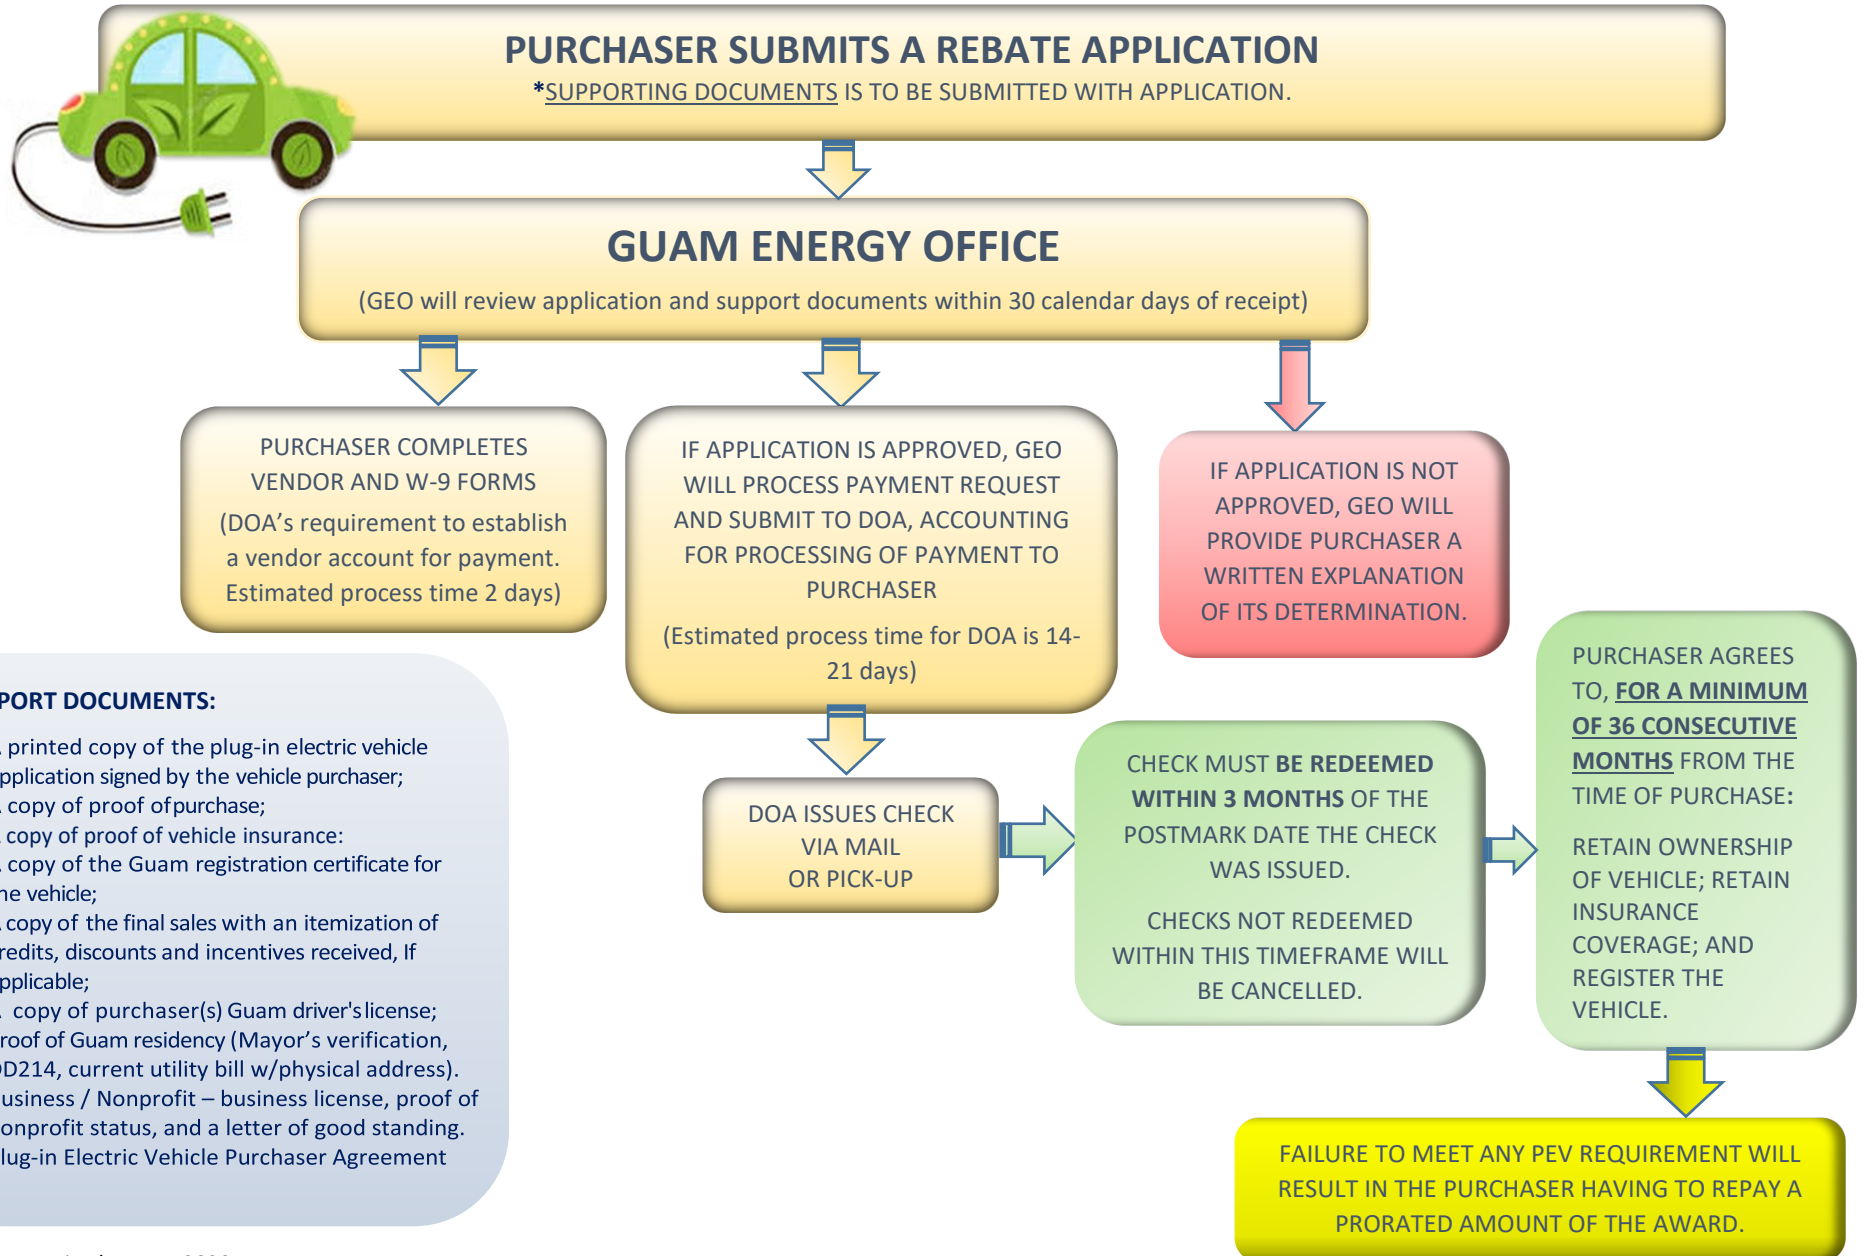 PURCHASER SUBMITS A REBATE APPLICATION
*SUPPORTING DOCUMENTS IS TO BE SUBMITTED WITH APPLICATION.
GUAM ENERGY OFFICE
(GEO will review application and support documents within 30 calendar days of receipt)
PURCHASER COMPLETES
VENDOR AND W-9 FORMS
(DOA’s requirement to establish
a vendor account for payment.
Estimated process time 2 days)
IF APPLICATION IS APPROVED, GEO
WILL PROCESS PAYMENT REQUEST
AND SUBMIT TO DOA, ACCOUNTING
FOR PROCESSING OF PAYMENT TO
PURCHASER
(Estimated process time for DOA is 14-
21 days)
IF APPLICATION IS NOT
APPROVED, GEO WILL
PROVIDE PURCHASER A
WRITTEN EXPLANATION
OF ITS DETERMINATION.
PORT DOCUMENTS:
printed copy of the plug-in electric vehicle
pplication signed by the vehicle purchaser;
copy of proof of purchase;
copy of proof of vehicle insurance:
copy of the Guam registration certificate for
he vehicle;
copy of the final sales with an itemization of
redits, discounts and incentives received, If
pplicable;
copy of purchaser(s) Guam driver's license;
roof of Guam residency (Mayor’s verification,
DD214, current utility bill w/physical address).
usiness / Nonprofit – business license, proof of
onprofit status, and a letter of good standing.
lug-in Electric Vehicle Purchaser Agreement
DOA ISSUES CHECK
VIA MAIL
OR PICK-UP
CHECK MUST BE REDEEMED
WITHIN 3 MONTHS OF THE
POSTMARK DATE THE CHECK
WAS ISSUED.
CHECKS NOT REDEEMED
WITHIN THIS TIMEFRAME WILL
BE CANCELLED.
PURCHASER AGREES
TO, FOR A MINIMUM
OF 36 CONSECUTIVE
MONTHS FROM THE
TIME OF PURCHASE:
RETAIN OWNERSHIP
OF VEHICLE; RETAIN
INSURANCE
COVERAGE; AND
REGISTER THE
VEHICLE.
FAILURE TO MEET ANY PEV REQUIREMENT WILL
RESULT IN THE PURCHASER HAVING TO REPAY A
PRORATED AMOUNT OF THE AWARD.